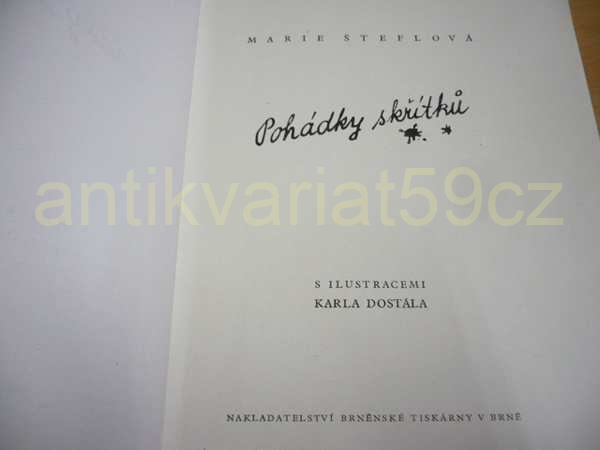 MARIE ŠTEFLOVÁ
Pohádky skřítků
antikvariat59cz
S ILUSTRACEMI
KARLA DOSTÁLA
NAKLADATELSTVÍ BRNĚNSKÉ TISKÁRNY V BRNĚ